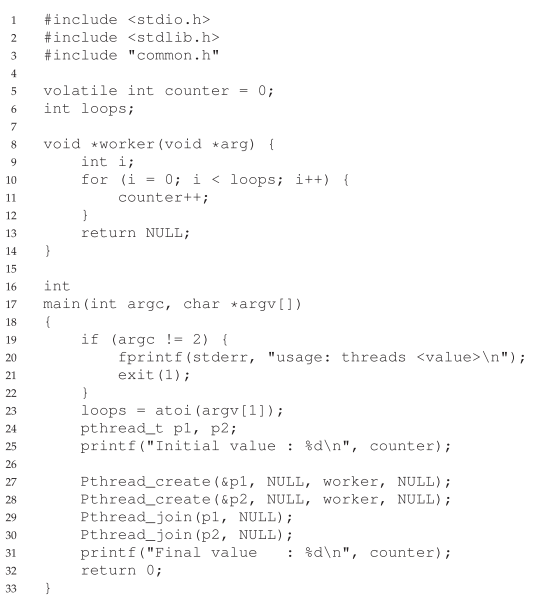 1 #include <stdio.h>
2 #include <stdlib.h>
3 #include "common.h"
4
5 volatile int counter = 0;
6 int loops;
7
8 void *worker(void *arg) {
9     int i;
10     for (i = 0; i < loops; i++) {
11         counter++;
12     }
13     return NULL;
14 }
15
16 int
17 main(int argc, char *argv[])
18 {
19     if (argc != 2) {
20         fprintf(stderr, "usage: threads <value>\n");
21         exit(1);
22     }
23     loops = atoi(argv[1]);
24     pthread_t p1, p2;
25     printf("Initial value : %d\n", counter);
26
27     Pthread_create(&p1, NULL, worker, NULL);
28     Pthread_create(&p2, NULL, worker, NULL);
29     Pthread_join(p1, NULL);
30     Pthread_join(p2, NULL);
31     printf("Final value   : %d\n", counter);
32     return 0;
33 }